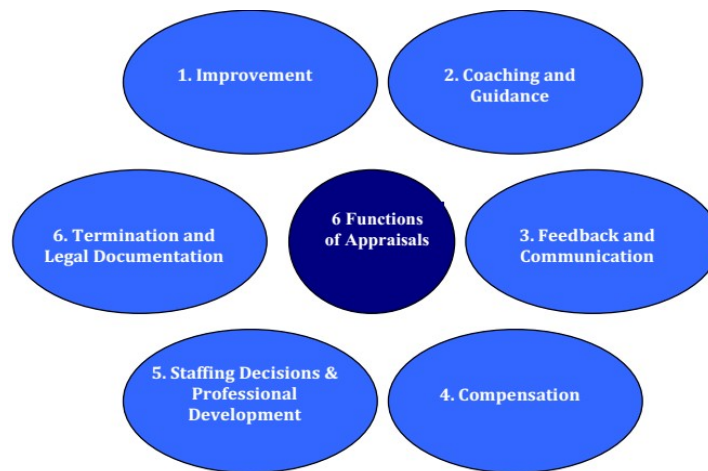 1. Improvement
2. Coaching and
Guidance
6 Functions
of Appraisals
6. Termination and
Legal Documentation
3. Feedback and
Communication
5. Staffing Decisions &
Professional
Development
4. Compensation